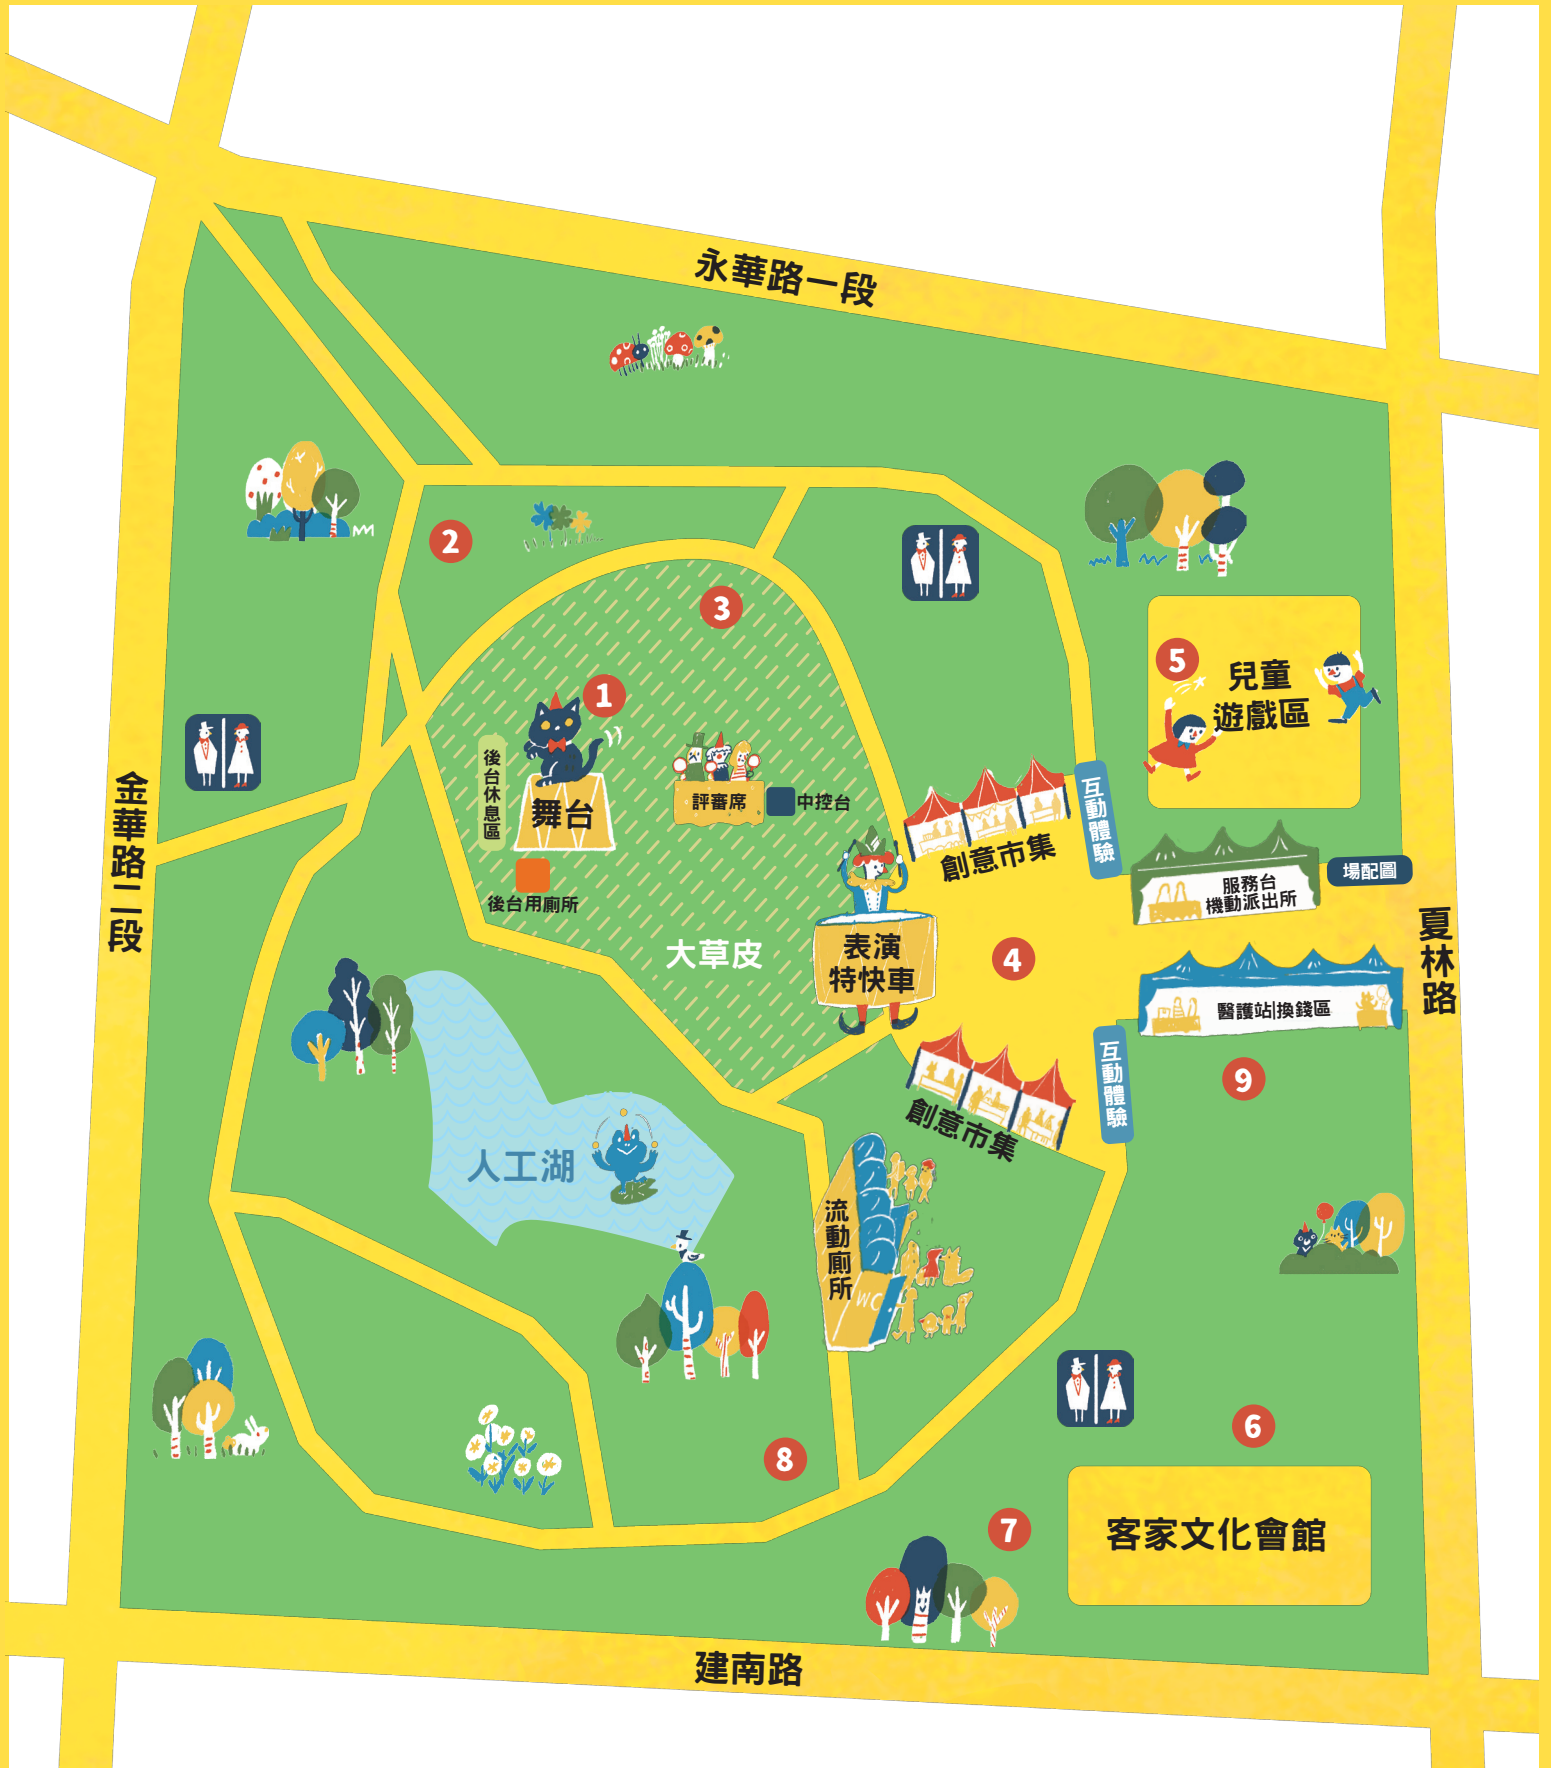 永華路一段
2
3
5
兒童
遊戲區
1
後台休息區
舞台
評審席
中控台
互動體驗
金華路二段
創意市集
服務台
機動派出所
場配圖
後台用廁所
大草皮
表演
特快車
4
夏林路
醫護站|換錢區
互動體驗
9
創意市集
人工湖
流動廁所
WC
6
8
7
客家文化會館
建南路